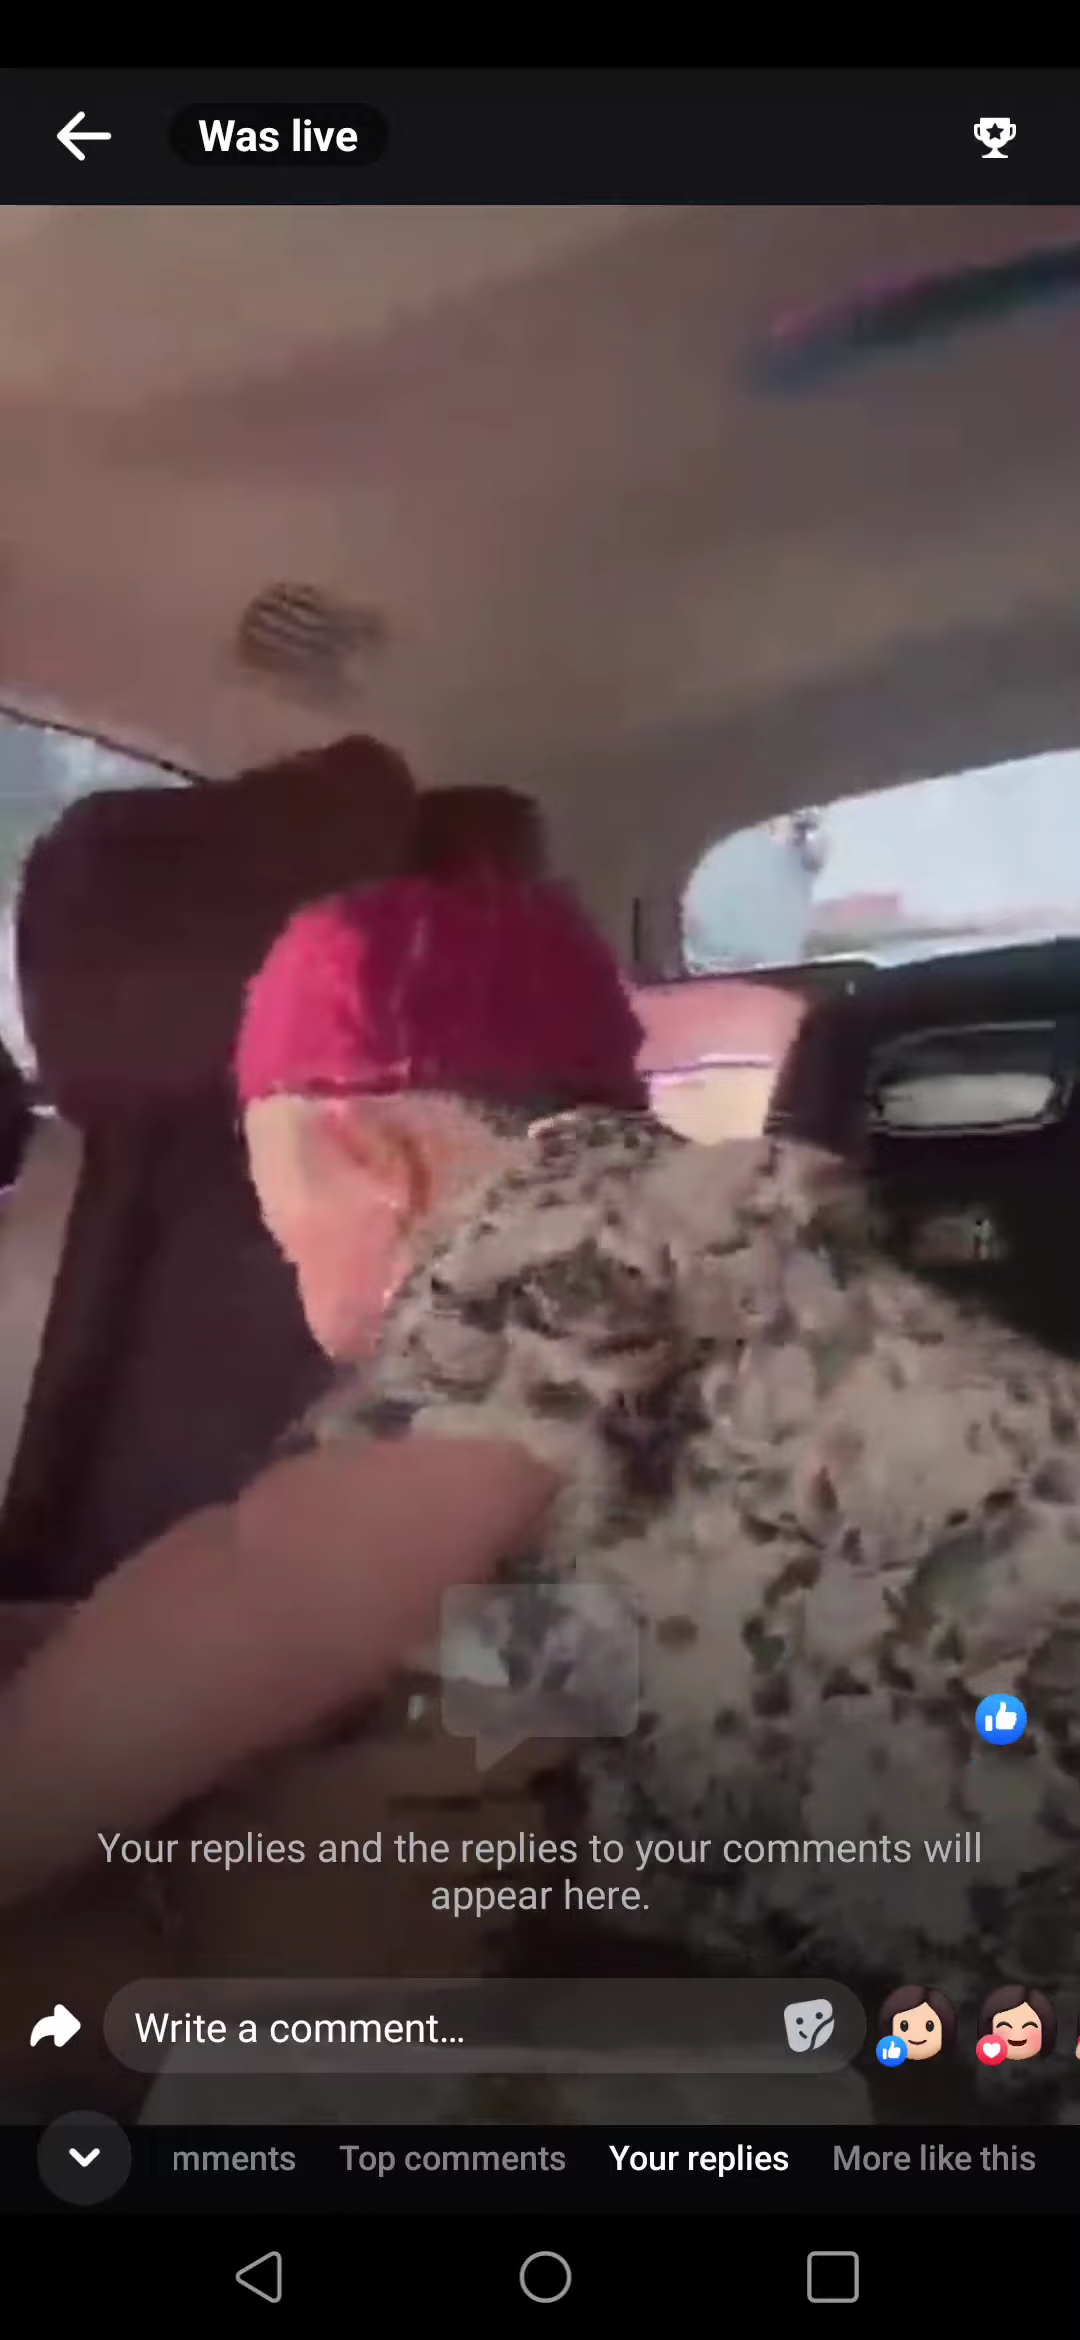 Was live
Your replies and the replies to your comments will
appear here.
Write a comment...
mments Top comments Your replies More like this